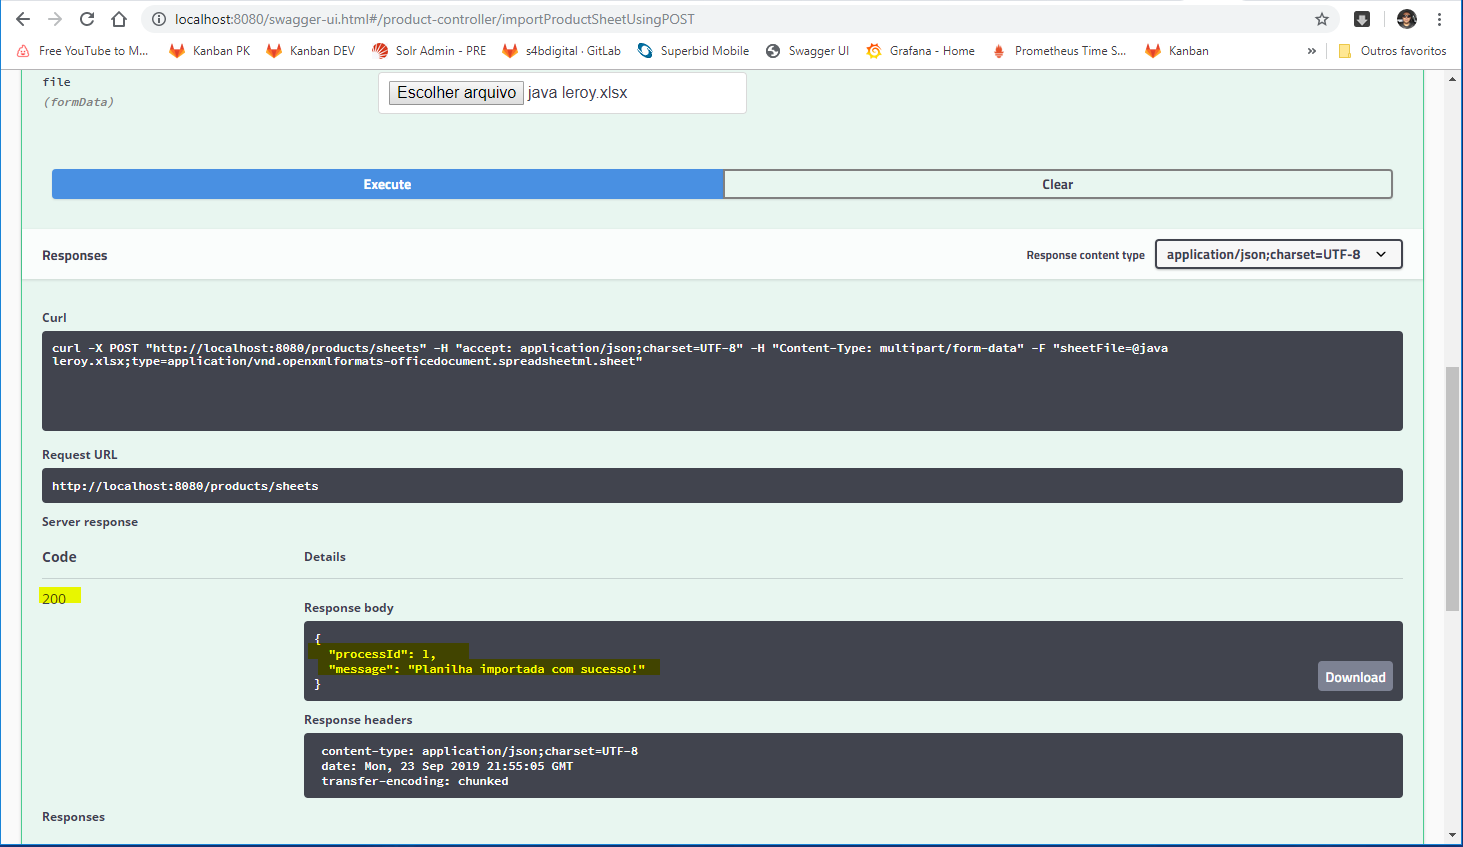 localhost:8080/swagger-ui.html#/product-controller/importProductSheetUsingPOST
Free YouTube to M... Kanban PK Kanban DEV Solr Admin - PRE s4bdigital · GitLab Superbid Mobile Swagger UI Grafana - Home Prometheus Time S... Kanban » Outros favoritos
file
(formData)
Escolher arquivo java leroy.xlsx
Execute Clear
Responses Response content type application/json;charset=UTF-8
Curl
curl -X POST "http://localhost:8080/products/sheets" -H "accept: application/json;charset=UTF-8" -H "Content-Type: multipart/form-data" -F "sheetFile=@java
leroy.xlsx;type=application/vnd.openxmlformats-officedocument.spreadsheetml.sheet"
Request URL
http://localhost:8080/products/sheets
Server response
Code Details
200
Response body
{
"processId": 1,
"message": "Planilha importada com sucesso!"
}
Download
Response headers
content-type: application/json;charset=UTF-8
date: Mon, 23 Sep 2019 21:55:05 GMT
transfer-encoding: chunked
Responses